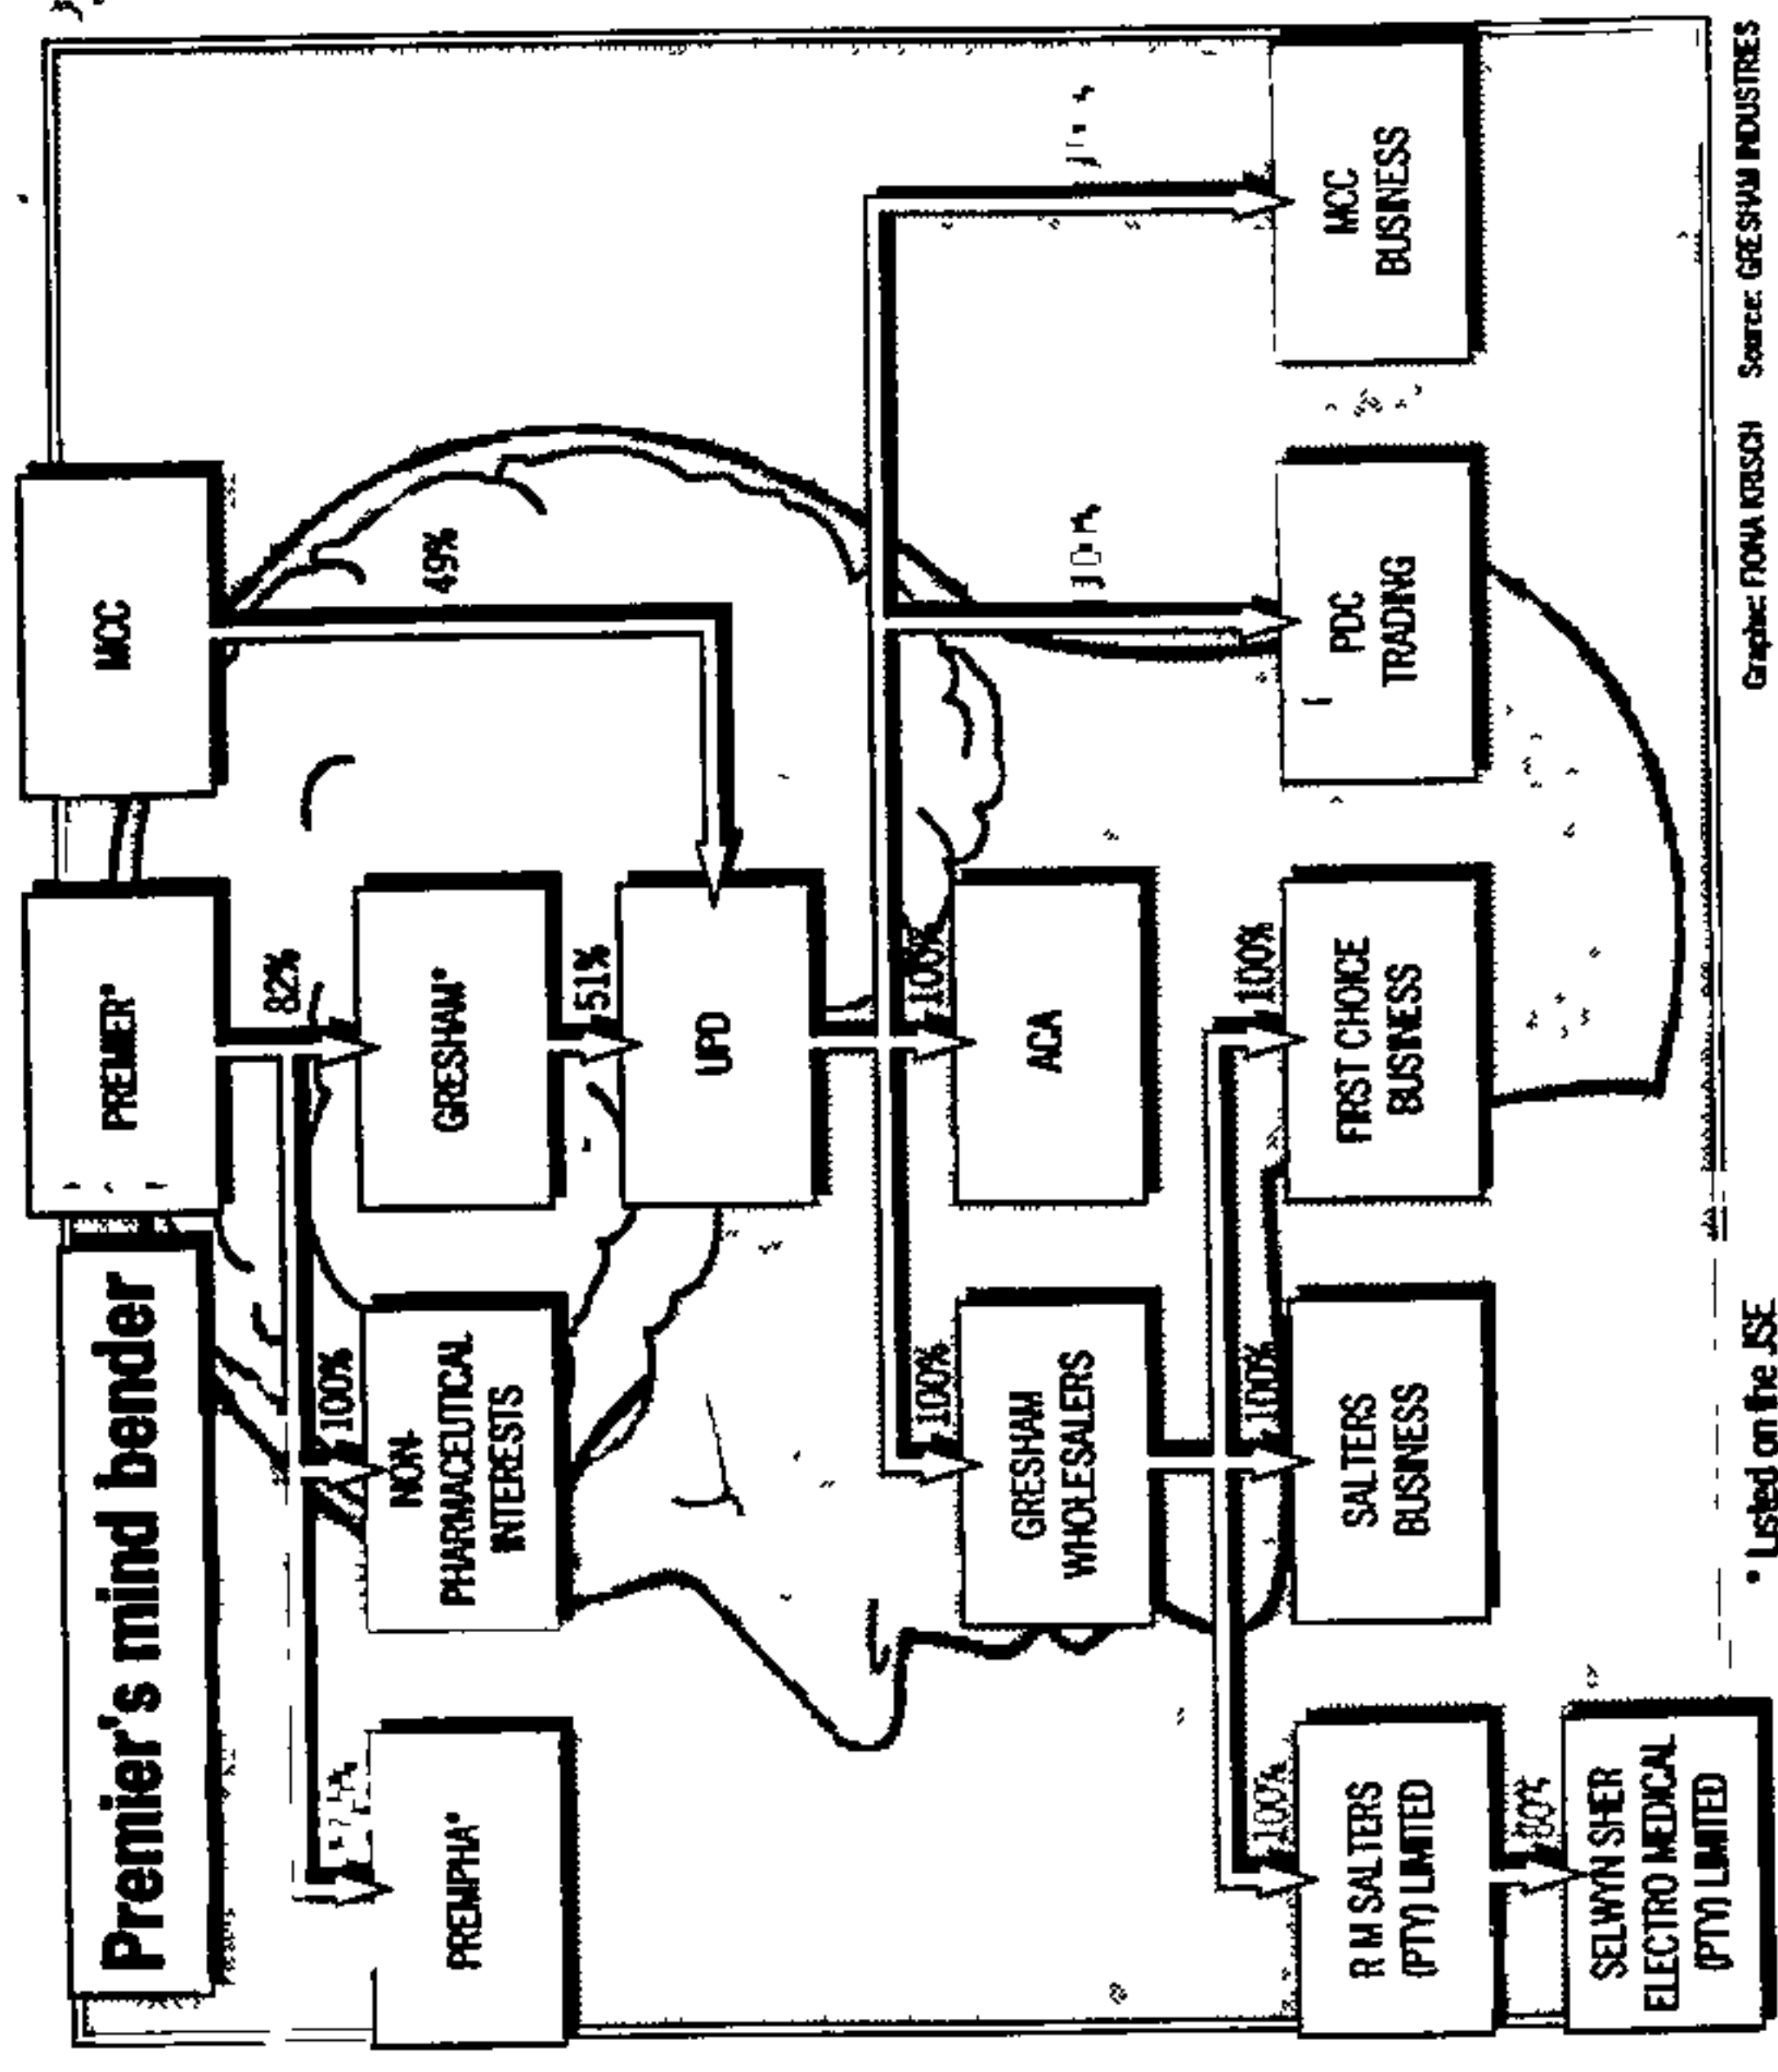 Premier's mind bender
PREMIER*
MCC
82%
100%
49%
PREMPHA*
NON-
PHARMACEUTICAL
INTERESTS
GRESHAM*
51%
UPD
100%
100%
GRESHAM
WHOLESALERS
ACA
100%
100%
100%
R M SALTERS
(PTY) LIMITED
SALTERS
BUSINESS
FIRST CHOICE
BUSINESS
PDC
TRADING
MCC
BUSINESS
80%
SELWYN SHER
ELECTRO MEDICAL
(PTY) LIMITED
* Listed on the JSE
Graphic: FIONA KRISCH Source: GRESHAM INDUSTRIES